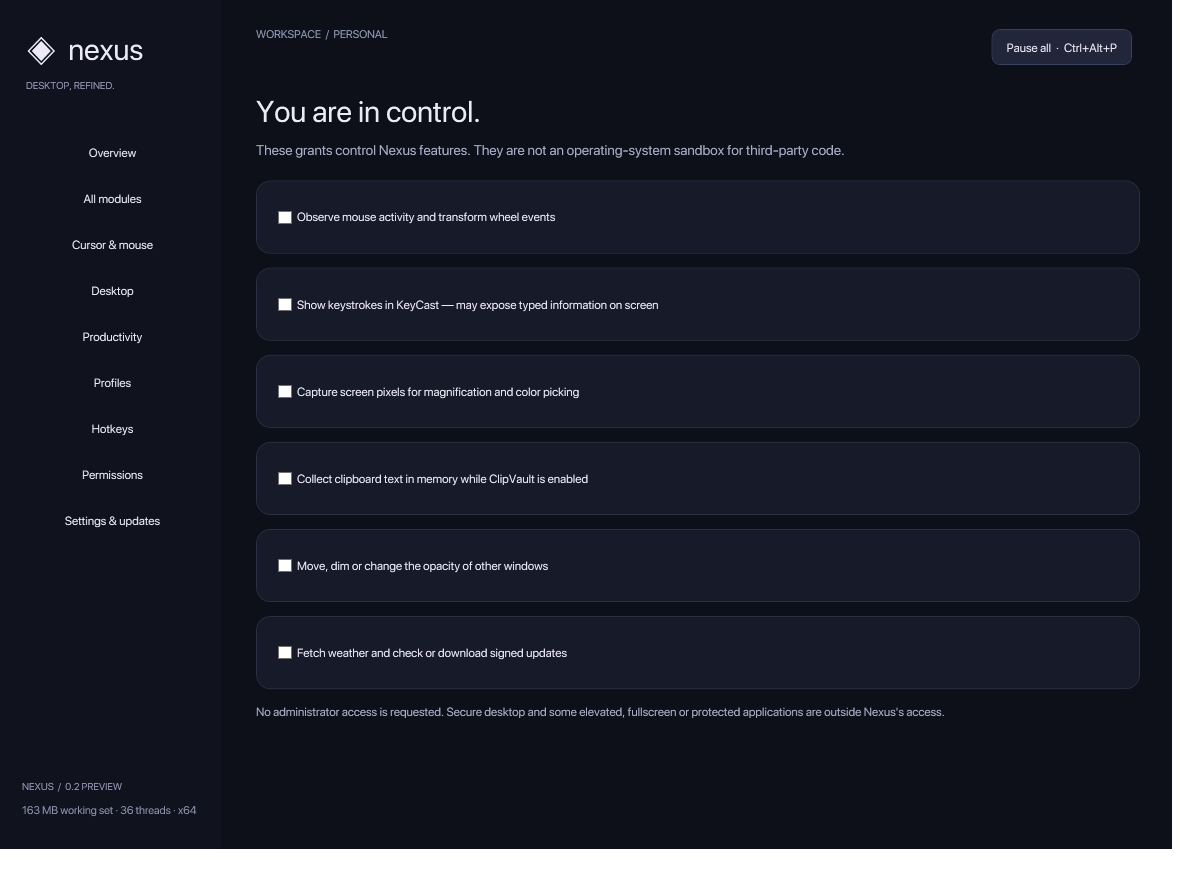 nexus
DESKTOP, REFINED.
Overview
All modules
Cursor & mouse
Desktop
Productivity
Profiles
Hotkeys
Permissions
Settings & updates
NEXUS / 0.2 PREVIEW
163 MB working set · 36 threads · x64
WORKSPACE / PERSONAL
Pause all · Ctrl+Alt+P
You are in control.
These grants control Nexus features. They are not an operating-system sandbox for third-party code.
Observe mouse activity and transform wheel events
Show keystrokes in KeyCast — may expose typed information on screen
Capture screen pixels for magnification and color picking
Collect clipboard text in memory while ClipVault is enabled
Move, dim or change the opacity of other windows
Fetch weather and check or download signed updates
No administrator access is requested. Secure desktop and some elevated, fullscreen or protected applications are outside Nexus's access.